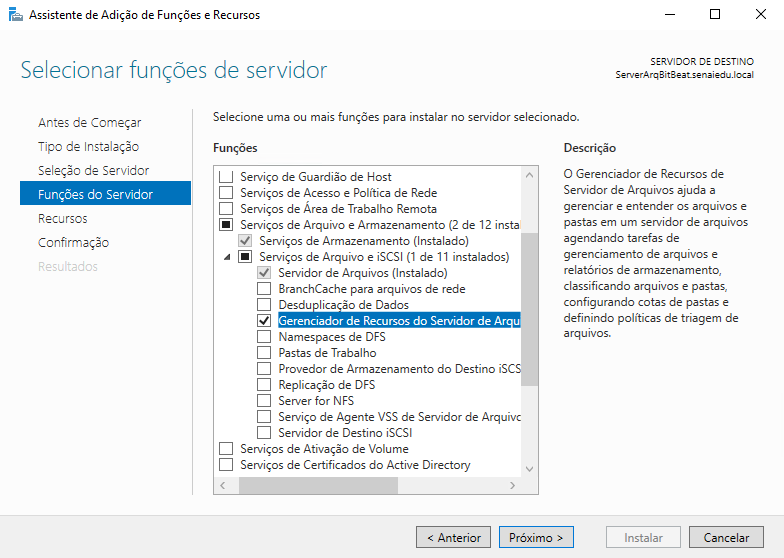 Assistente de Adição de Funções e Recursos
Selecionar funções de servidor
SERVIDOR DE DESTINO
ServerArqBitBeat.senaiedu.local
Antes de Começar
Tipo de Instalação
Seleção de Servidor
Funções do Servidor
Recursos
Confirmação
Resultados
Selecione uma ou mais funções para instalar no servidor selecionado.
Funções
Serviço de Guardião de Host
Serviços de Acesso e Política de Rede
Serviços de Área de Trabalho Remota
Serviços de Arquivo e Armazenamento (2 de 12 instal
Serviços de Armazenamento (Instalado)
Serviços de Arquivo e iSCSI (1 de 11 instalados)
Servidor de Arquivos (Instalado)
BranchCache para arquivos de rede
Desduplicação de Dados
Gerenciador de Recursos do Servidor de Arqu
Namespaces de DFS
Pastas de Trabalho
Provedor de Armazenamento do Destino iSCS
Replicação de DFS
Server for NFS
Serviço de Agente VSS de Servidor de Arquivo
Servidor de Destino iSCSI
Serviços de Ativação de Volume
Serviços de Certificados do Active Directory
Descrição
O Gerenciador de Recursos de
Servidor de Arquivos ajuda a
gerenciar e entender os arquivos e
pastas em um servidor de arquivos
agendando tarefas de
gerenciamento de arquivos e
relatórios de armazenamento,
classificando arquivos e pastas,
configurando cotas de pastas e
definindo políticas de triagem de
arquivos.
< Anterior
Próximo >
Instalar
Cancelar